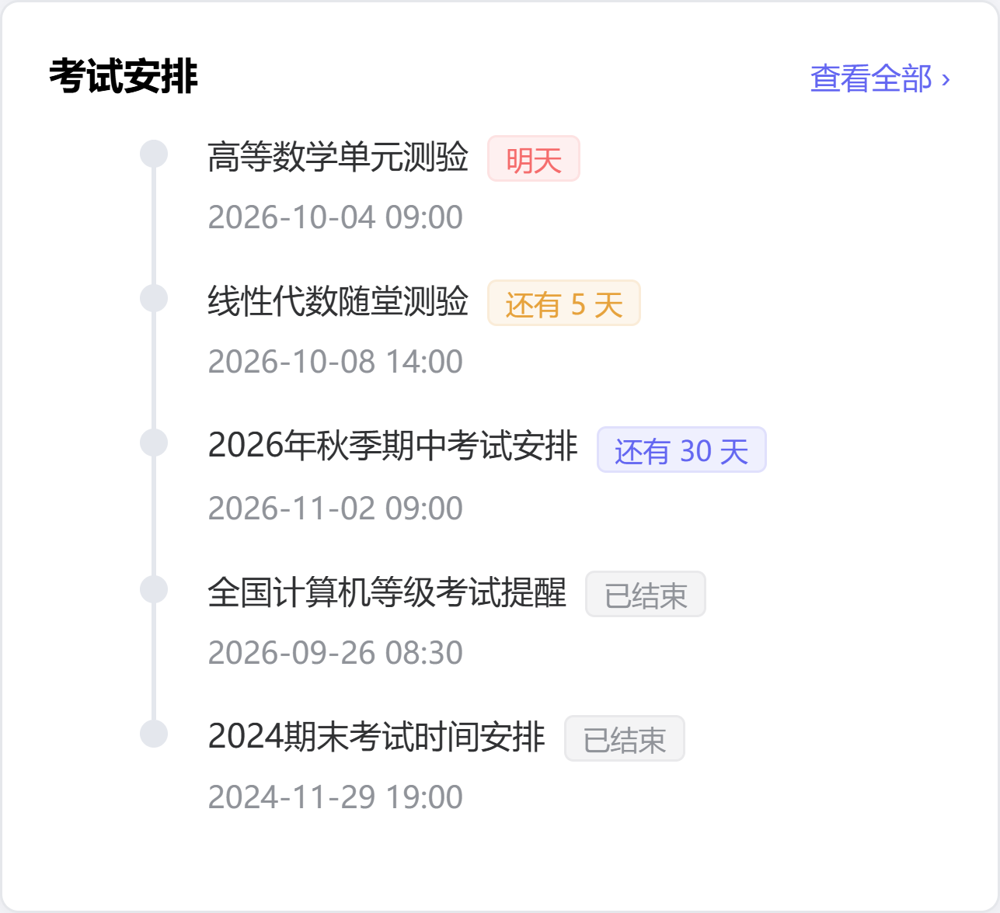 考试安排
查看全部 ›
高等数学单元测验 明天
2026-10-04 09:00
线性代数随堂测验 还有 5 天
2026-10-08 14:00
2026年秋季期中考试安排 还有 30 天
2026-11-02 09:00
全国计算机等级考试提醒 已结束
2026-09-26 08:30
2024期末考试时间安排 已结束
2024-11-29 19:00